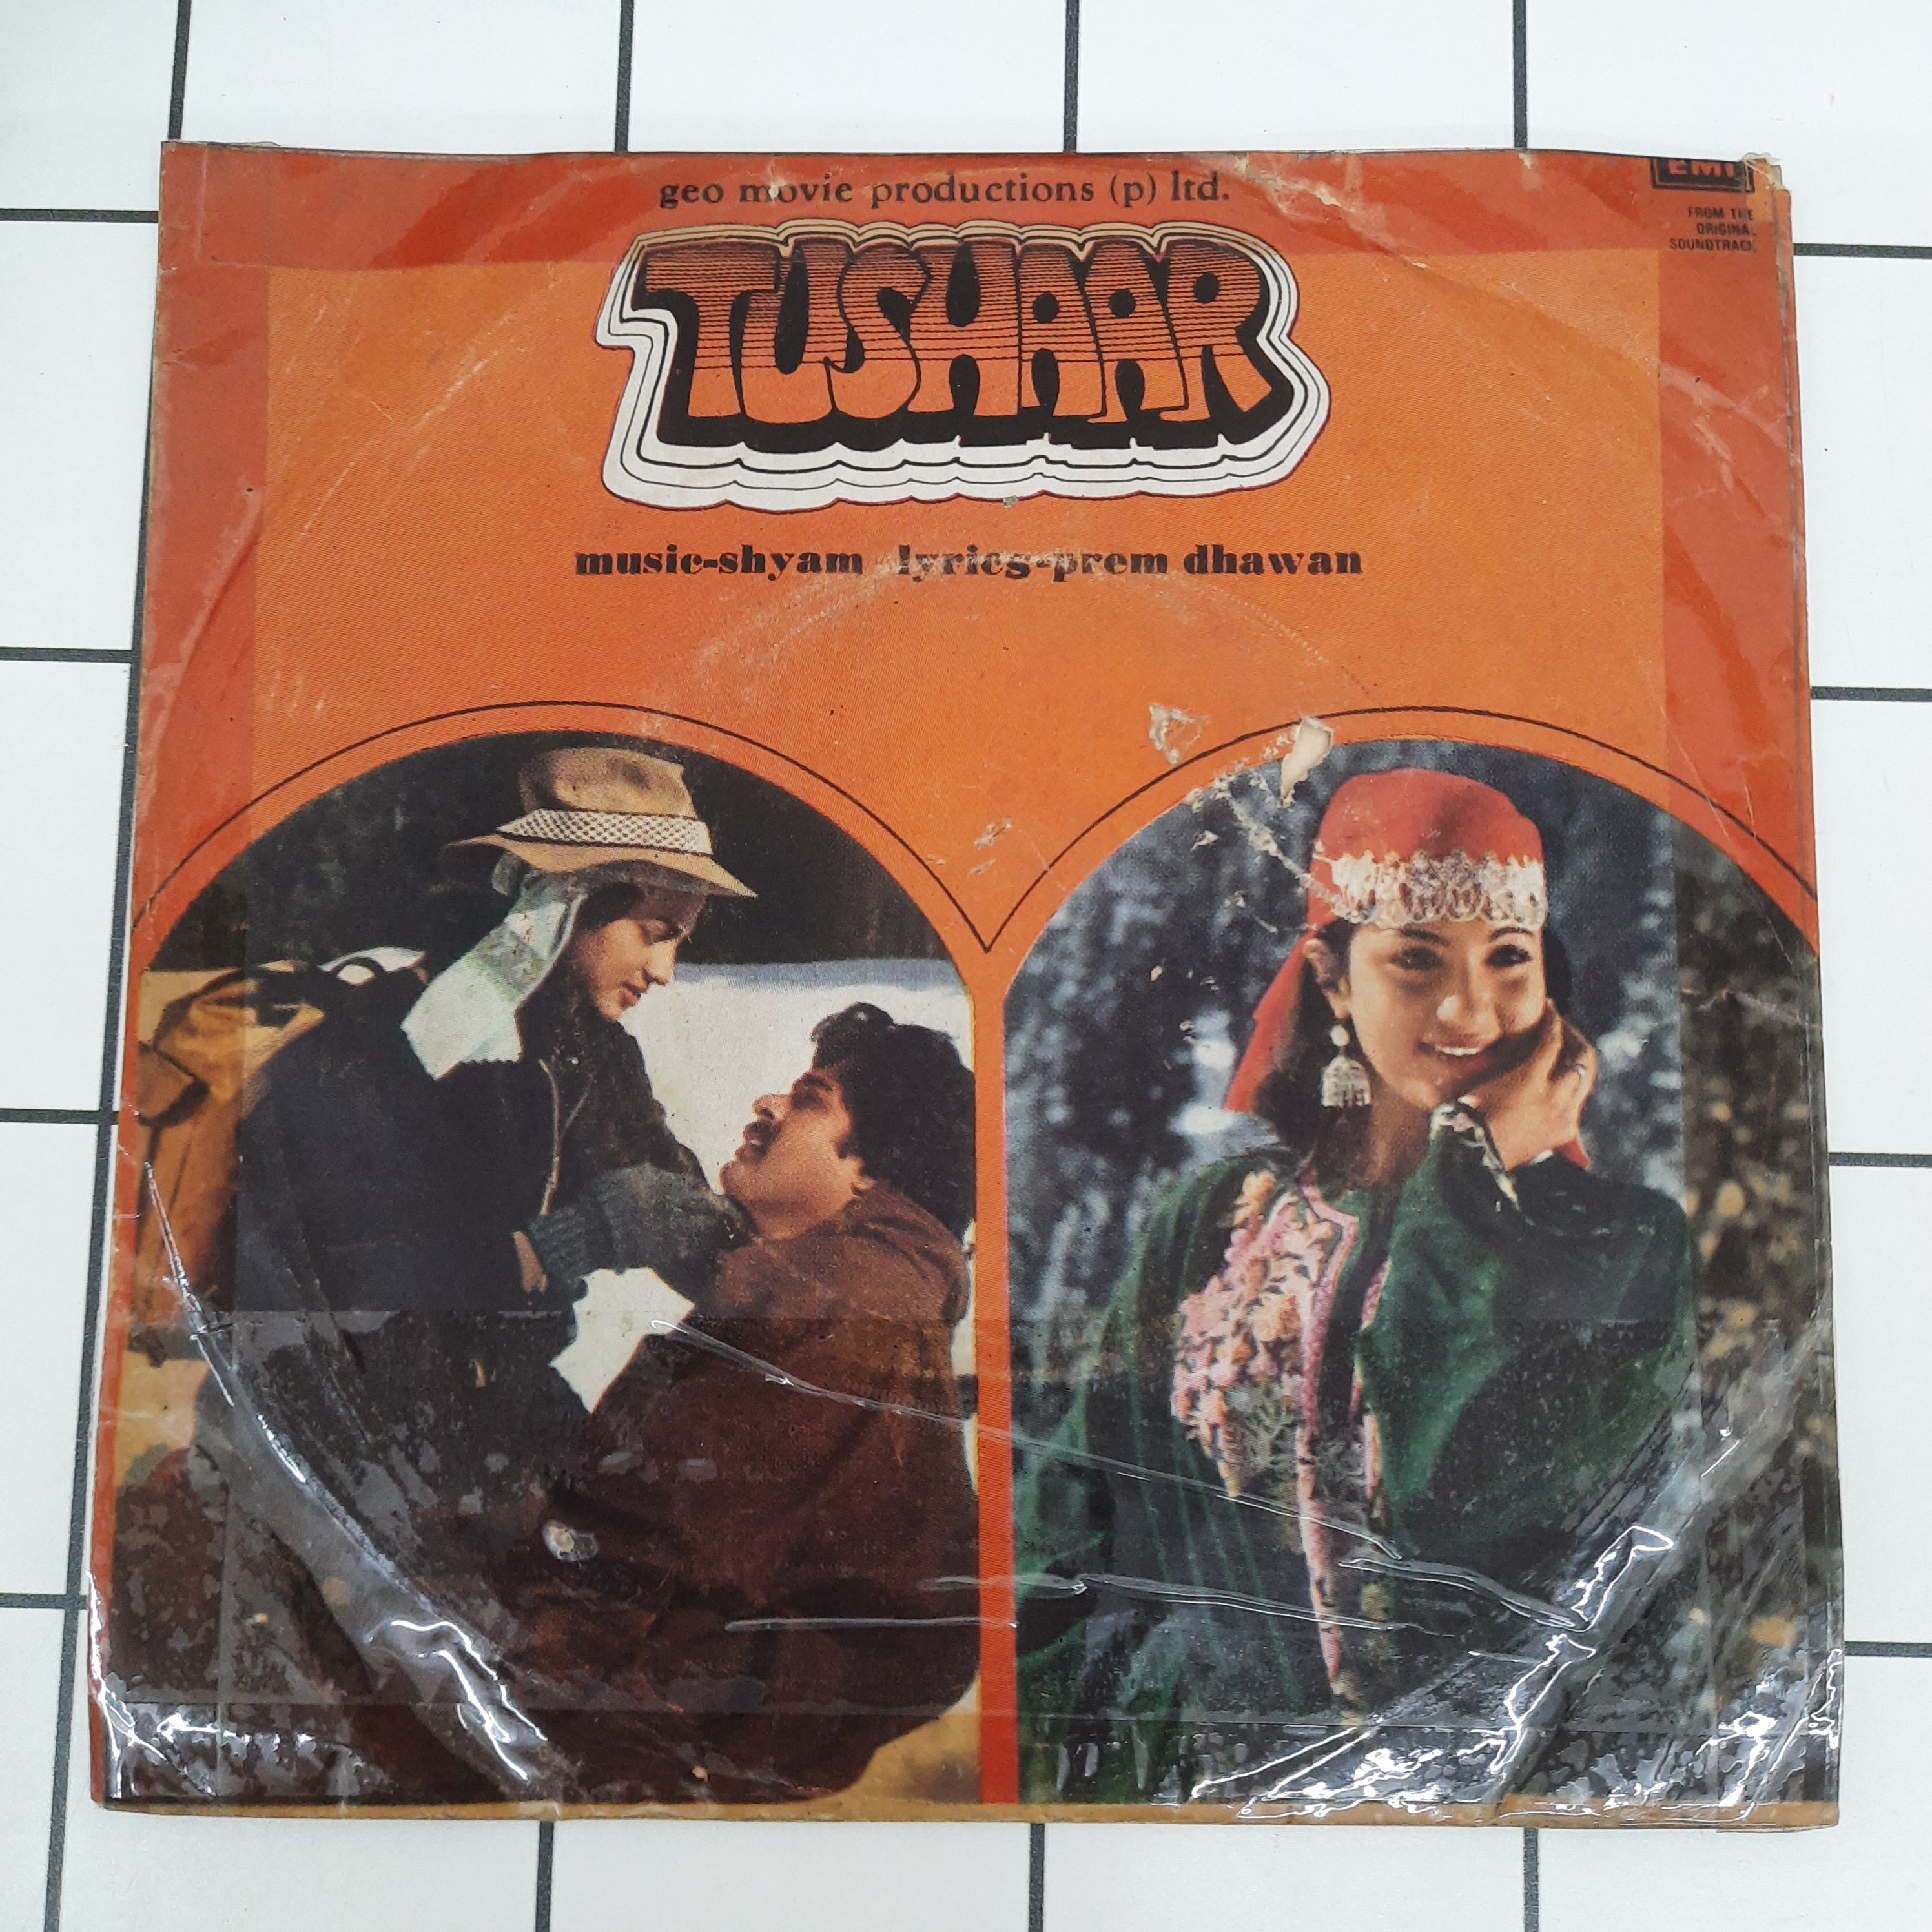 geo movie productions (p) ltd.
EMI
FROM THE
ORIGINAL
SOUNDTRACK
TUSHAAR
music-shyam lyrics-prem dhawan